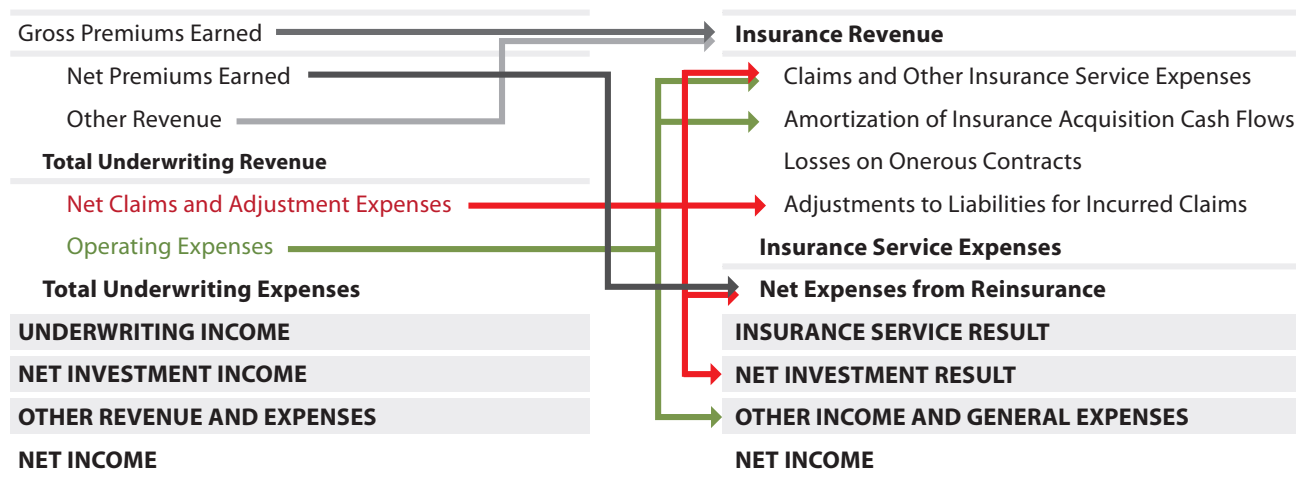 Gross Premiums Earned
Net Premiums Earned
Other Revenue
Total Underwriting Revenue
Net Claims and Adjustment Expenses
Operating Expenses
Total Underwriting Expenses
UNDERWRITING INCOME
NET INVESTMENT INCOME
OTHER REVENUE AND EXPENSES
NET INCOME
Insurance Revenue
Claims and Other Insurance Service Expenses
Amortization of Insurance Acquisition Cash Flows
Losses on Onerous Contracts
Adjustments to Liabilities for Incurred Claims
Insurance Service Expenses
Net Expenses from Reinsurance
INSURANCE SERVICE RESULT
NET INVESTMENT RESULT
OTHER INCOME AND GENERAL EXPENSES
NET INCOME